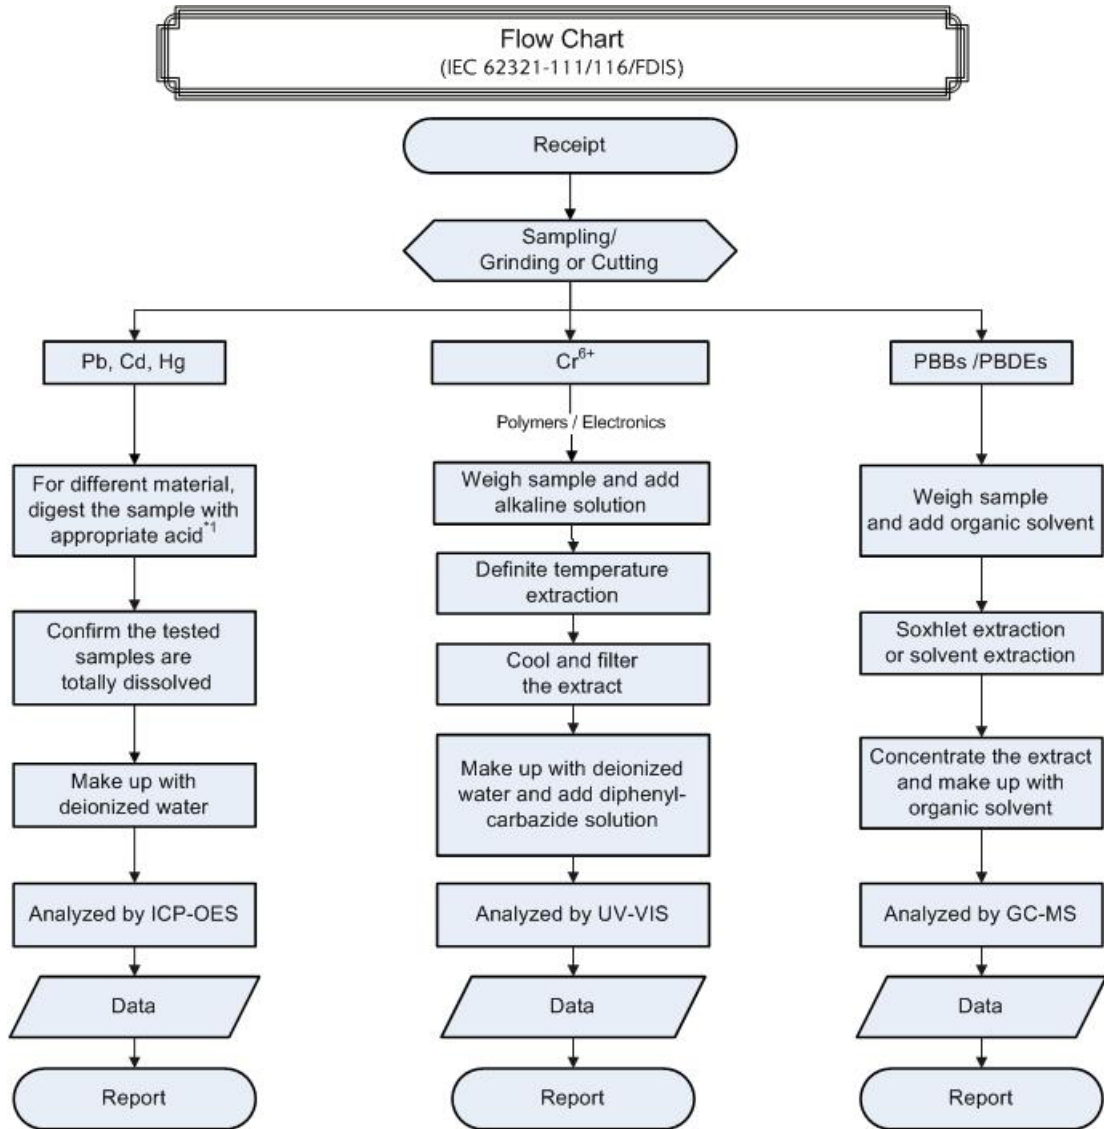 Flow Chart
(IEC 62321-111/116/FDIS)
Receipt
Sampling/
Grinding or Cutting
Pb, Cd, Hg
For different material,
digest the sample with
appropriate acid*1
Confirm the tested
samples are
totally dissolved
Make up with
deionized water
Analyzed by ICP-OES
Data
Report
Cr6+
Polymers / Electronics
Weigh sample and add
alkaline solution
Definite temperature
extraction
Cool and filter
the extract
Make up with deionized
water and add diphenyl-
carbazide solution
Analyzed by UV-VIS
Data
Report
PBBs /PBDEs
Weigh sample
and add organic solvent
Soxhlet extraction
or solvent extraction
Concentrate the extract
and make up with
organic solvent
Analyzed by GC-MS
Data
Report